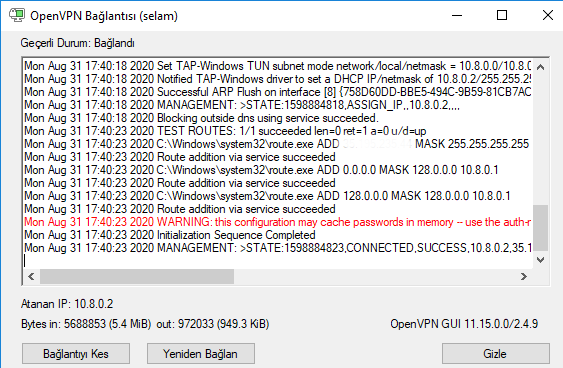 OpenVPN Bağlantısı (selam)
Geçerli Durum: Bağlandı
Mon Aug 31 17:40:18 2020 Set TAP-Windows TUN subnet mode network/local/netmask = 10.8.0.0/10.8.0
Mon Aug 31 17:40:18 2020 Notified TAP-Windows driver to set a DHCP IP/netmask of 10.8.0.2/255.255.25
Mon Aug 31 17:40:18 2020 Successful ARP Flush on interface [8] {758D60DD-BBE5-494C-9B59-81CB7AC
Mon Aug 31 17:40:18 2020 MANAGEMENT: >STATE:1598884818,ASSIGN_IP,,10.8.0.2,,,,
Mon Aug 31 17:40:18 2020 Blocking outside dns using service succeeded.
Mon Aug 31 17:40:23 2020 TEST ROUTES: 1/1 succeeded len=0 ret=1 a=0 u/d=up
Mon Aug 31 17:40:23 2020 C:\Windows\system32\route.exe ADD MASK 255.255.255.255
Mon Aug 31 17:40:23 2020 Route addition via service succeeded
Mon Aug 31 17:40:23 2020 C:\Windows\system32\route.exe ADD 0.0.0.0 MASK 128.0.0.0 10.8.0.1
Mon Aug 31 17:40:23 2020 Route addition via service succeeded
Mon Aug 31 17:40:23 2020 C:\Windows\system32\route.exe ADD 128.0.0.0 MASK 128.0.0.0 10.8.0.1
Mon Aug 31 17:40:23 2020 Route addition via service succeeded
Mon Aug 31 17:40:23 2020 WARNING: this configuration may cache passwords in memory -- use the auth-n
Mon Aug 31 17:40:23 2020 Initialization Sequence Completed
Mon Aug 31 17:40:23 2020 MANAGEMENT: >STATE:1598884823,CONNECTED,SUCCESS,10.8.0.2,35.1
Atanan IP: 10.8.0.2
Bytes in: 5688853 (5.4 MiB) out: 972033 (949.3 KiB)
OpenVPN GUI 11.15.0.0/2.4.9
Bağlantıyı Kes
Yeniden Bağlan
Gizle